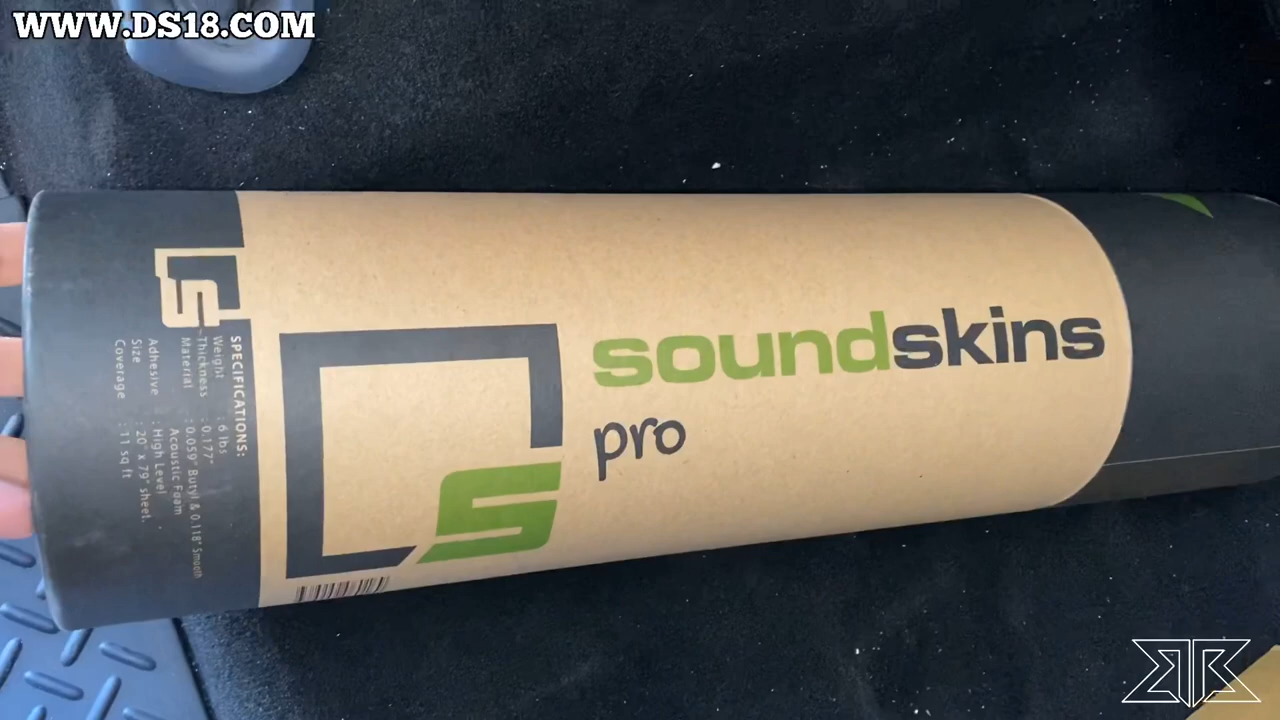 WWW.DS18.COM
soundskins
pro
SPECIFICATIONS:
Weight : 6 lbs
Thickness : 0.177"
Material : 0.059" Butyl & 0.118" Smooth
Acoustic Foam
Adhesive : High Level
Size : 20" x 79" sheet.
Coverage : 11 sq ft